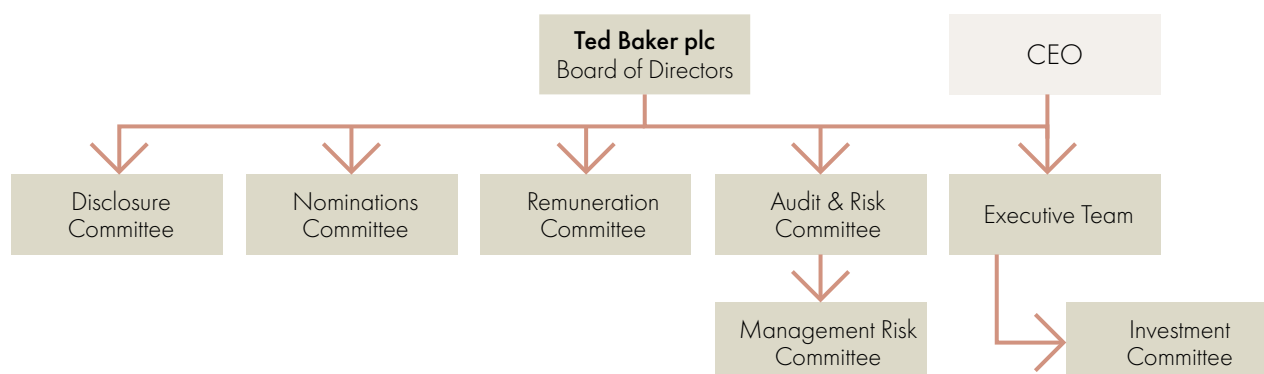 Ted Baker plc
Board of Directors
CEO
Disclosure
Committee
Nominations
Committee
Remuneration
Committee
Audit & Risk
Committee
Executive Team
Management Risk
Committee
Investment
Committee